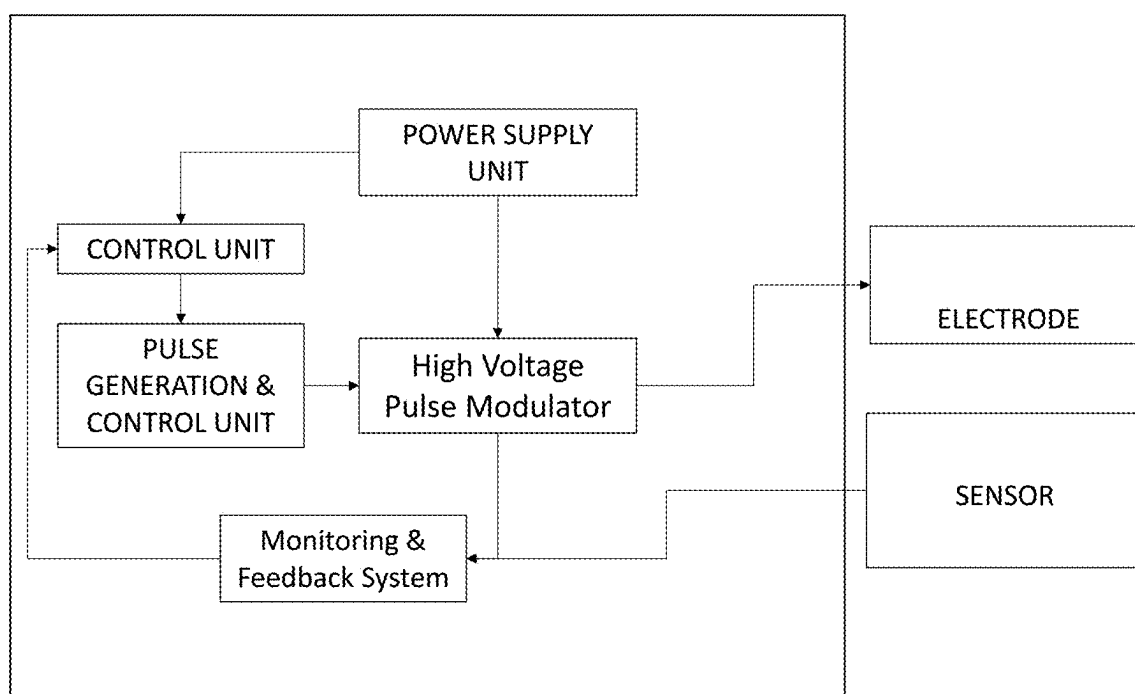 POWER SUPPLY
UNIT
CONTROL UNIT
PULSE
GENERATION &
CONTROL UNIT
High Voltage
Pulse Modulator
ELECTRODE
SENSOR
Monitoring &
Feedback System